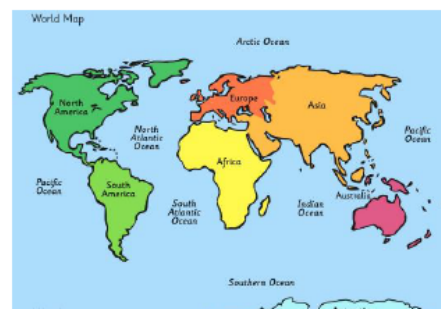 World Map
Arctic Ocean
North
America
Europe
Asia
North
Atlantic
Ocean
Pacific
Ocean
Africa
Pacific
Ocean
South
America
South
Atlantic
Ocean
Indian
Ocean
Australia
Southern Ocean